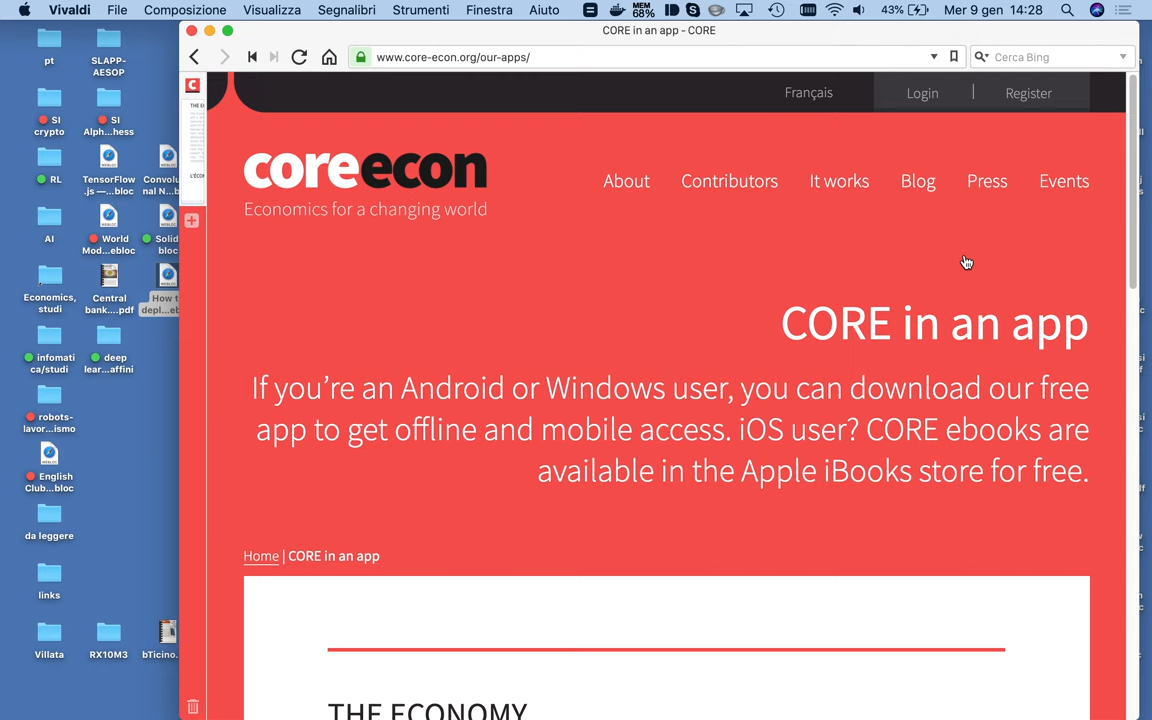 Vivaldi File Composizione Visualizza Segnalibri Strumenti Finestra Aiuto MEM 68% 43% Mer 9 gen 14:28
CORE in an app - CORE
www.core-econ.org/our-apps/
Cerca Bing
Français
Login
Register
coreecon
Economics for a changing world
About
Contributors
It works
Blog
Press
Events
CORE in an app
If you’re an Android or Windows user, you can download our free
app to get offline and mobile access. iOS user? CORE ebooks are
available in the Apple iBooks store for free.
Home | CORE in an app
THE ECONOMY
pt
SLAPP-
AESOP
SI
crypto
SI
Alph...hess
RL
TensorFlow
.js —...bloc
Convolu
nal N...b
AI
World
Mod...ebloc
Solid
bloc
Economics,
studi
Central
bank....pdf
How t
depl...eb
infomati
ca/studi
deep
lear...affini
robots-
lavor...ismo
English
Club...bloc
da leggere
links
Villata
RX10M3
bTicino.